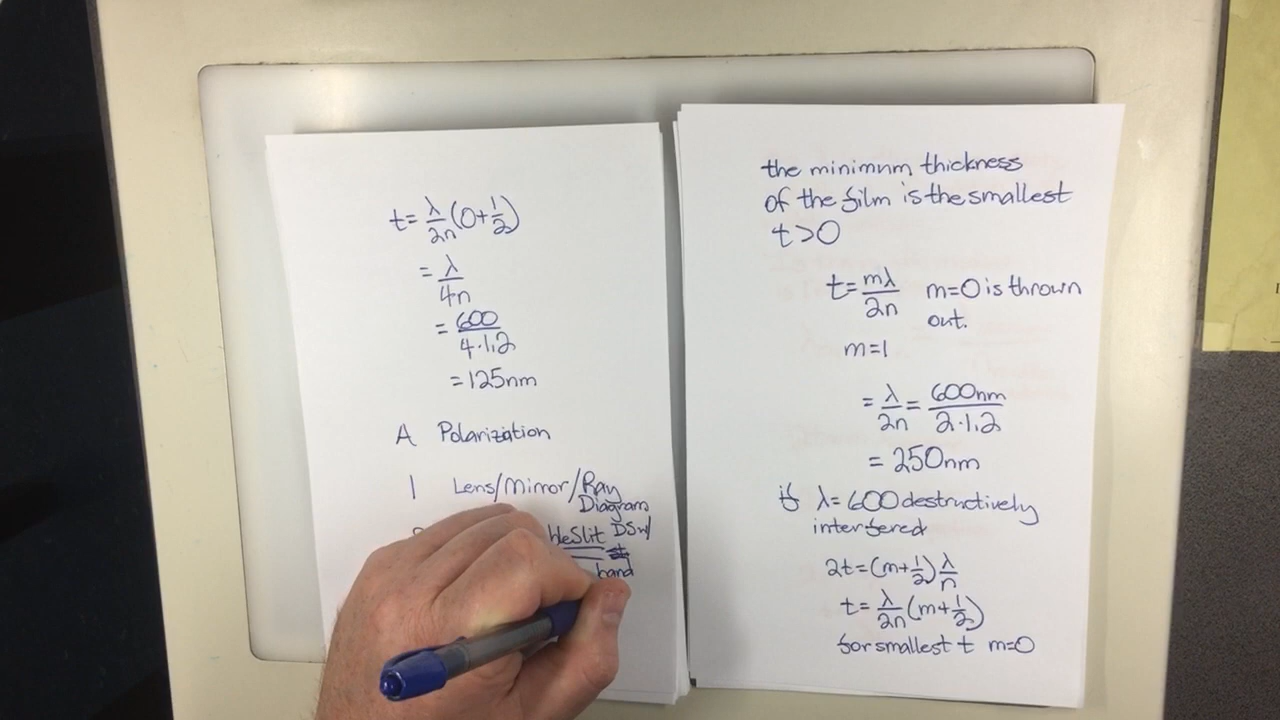 t=λ/2n(0+1/2)
=λ/4n
=600/4·1.2
=125nm
A Polarization
1 Lens/Mirror/Ray
Diagram
bleSlit DSw/
hand
the minimum thickness
of the film is the smallest
t>0
t=mλ/2n m=0 is thrown
out.
m=1
=λ/2n=600nm/2·1.2
=250nm
if λ=600 destructively
interfered
2t=(m+1/2)λ/n
t=λ/2n(m+1/2)
for smallest t m=0